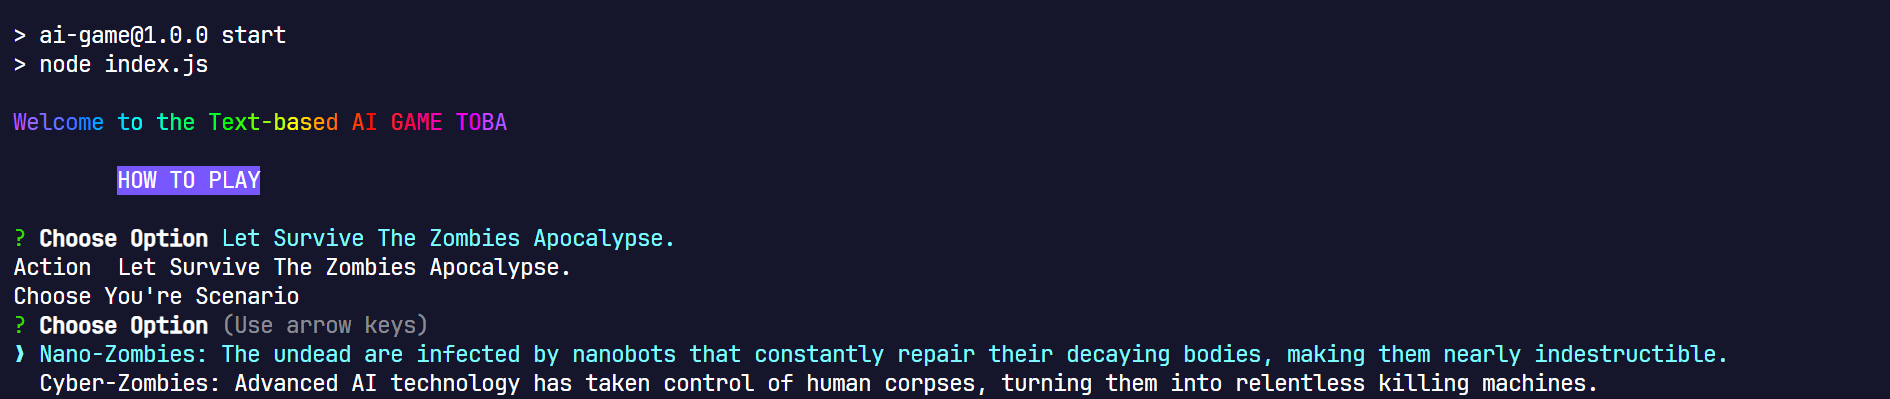 > ai-game@1.0.0 start
> node index.js
Welcome to the Text-based AI GAME TOBA
HOW TO PLAY
? Choose Option Let Survive The Zombies Apocalypse.
Action  Let Survive The Zombies Apocalypse.
Choose You're Scenario
? Choose Option (Use arrow keys)
❯ Nano-Zombies: The undead are infected by nanobots that constantly repair their decaying bodies, making them nearly indestructible.
Cyber-Zombies: Advanced AI technology has taken control of human corpses, turning them into relentless killing machines.